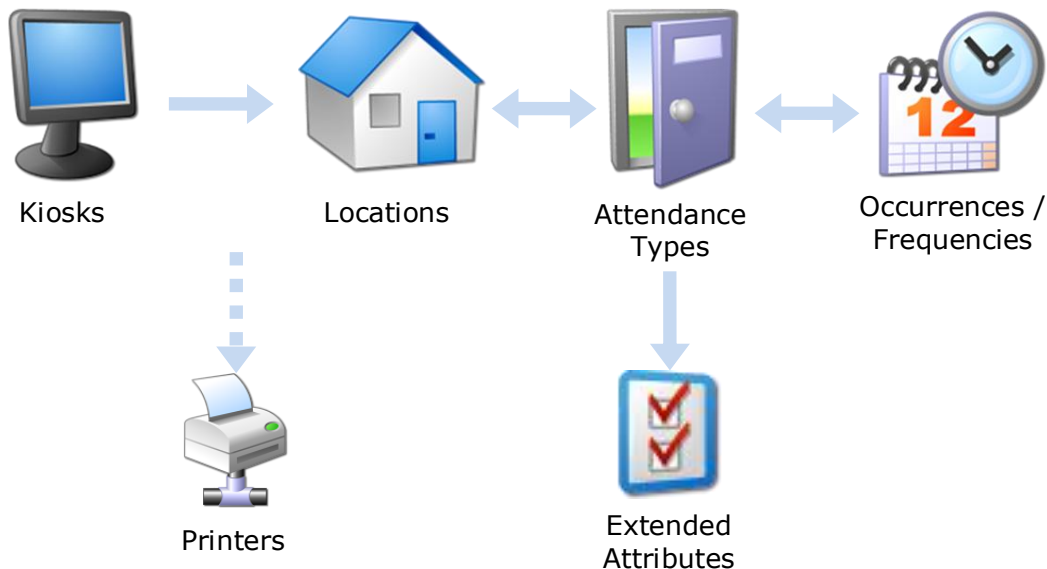 12
Kiosks
Locations
Attendance
Types
Occurrences /
Frequencies
Printers
Extended
Attributes